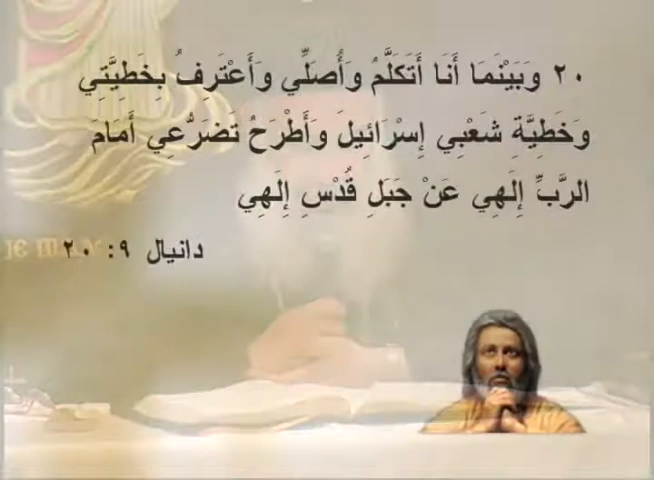 ٢٠ وَبَيْنَمَا أَنَا أَتَكَلَّمُ وَأُصَلِّي وَأَعْتَرِفُ بِخَطِيَّتِي
وَخَطِيَّةِ شَعْبِي إِسْرَائِيلَ وَأَطْرَحُ تَضَرُّعِي أَمَامَ
الرَّبِّ إِلَهِي عَنْ جَبَلِ قُدْسِ إِلَهِي
دانيال ٩: ٢٠